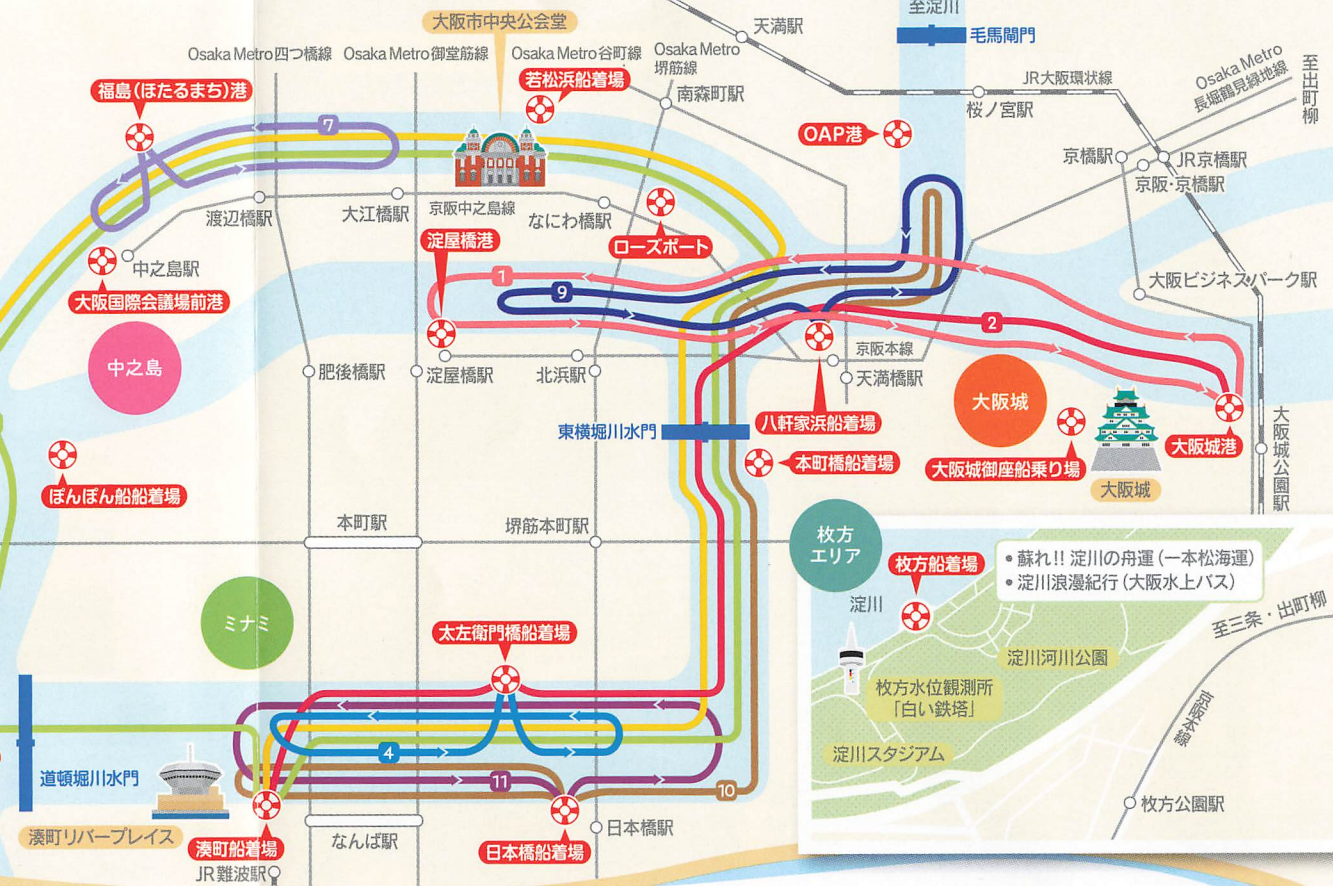 至淀川
大阪市中央公会堂
毛馬閘門
天満駅
Osaka Metro四つ橋線
Osaka Metro御堂筋線
Osaka Metro谷町線
Osaka Metro
堺筋線
Osaka Metro
長堀鶴見緑地線
至出町柳
JR大阪環状線
福島(ほたるまち)港
若松浜船着場
南森町駅
桜ノ宮駅
7
OAP港
京橋駅
JR京橋駅
京阪・京橋駅
渡辺橋駅
大江橋駅
京阪中之島線
なにわ橋駅
淀屋橋港
ローズポート
中之島駅
大阪国際会議場前港
1
9
2
大阪ビジネスパーク駅
中之島
肥後橋駅
淀屋橋駅
北浜駅
京阪本線
天満橋駅
大阪城
八軒家浜船着場
東横堀川水門
本町橋船着場
大阪城御座船乗り場
大阪城港
大阪城公園駅
大阪城
ぽんぽん船船着場
本町駅
堺筋本町駅
枚方
エリア
枚方船着場
• 蘇れ!! 淀川の舟運(一本松海運)
• 淀川浪漫紀行(大阪水上バス)
淀川
至三条・出町柳
淀川河川公園
枚方水位観測所
「白い鉄塔」
京阪本線
淀川スタジアム
枚方公園駅
ミナミ
太左衛門橋船着場
4
11
10
道頓堀川水門
湊町リバープレイス
湊町船着場
なんば駅
日本橋船着場
日本橋駅
JR難波駅